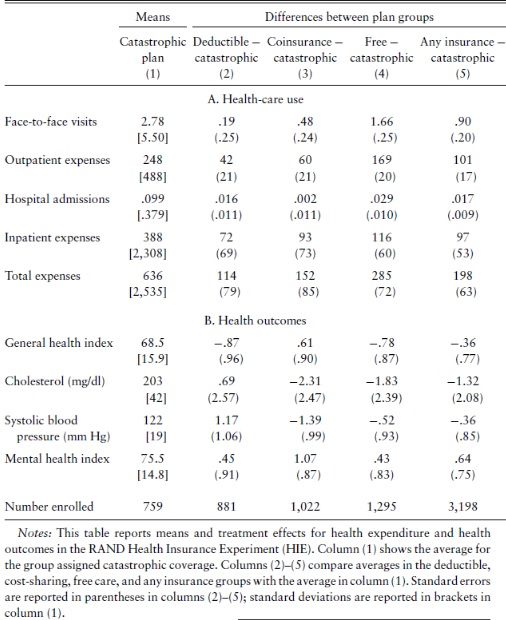 Means Differences between plan groups
Catastrophic Deductible – Coinsurance – Free – Any insurance –
plan catastrophic catastrophic catastrophic catastrophic
(1) (2) (3) (4) (5)
A. Health-care use
Face-to-face visits 2.78 .19 .48 1.66 .90
[5.50] (.25) (.24) (.25) (.20)
Outpatient expenses 248 42 60 169 101
[488] (21) (21) (20) (17)
Hospital admissions .099 .016 .002 .029 .017
[.379] (.011) (.011) (.010) (.009)
Inpatient expenses 388 72 93 116 97
[2,308] (69) (73) (60) (53)
Total expenses 636 114 152 285 198
[2,535] (79) (85) (72) (63)
B. Health outcomes
General health index 68.5 −.87 .61 −.78 −.36
[15.9] (.96) (.90) (.87) (.77)
Cholesterol (mg/dl) 203 .69 −2.31 −1.83 −1.32
[42] (2.57) (2.47) (2.39) (2.08)
Systolic blood 122 1.17 −1.39 −.52 −.36
pressure (mm Hg) [19] (1.06) (.99) (.93) (.85)
Mental health index 75.5 .45 1.07 .43 .64
[14.8] (.91) (.87) (.83) (.75)
Number enrolled 759 881 1,022 1,295 3,198
Notes: This table reports means and treatment effects for health expenditure and health
outcomes in the RAND Health Insurance Experiment (HIE). Column (1) shows the average for
the group assigned catastrophic coverage. Columns (2)–(5) compare averages in the deductible,
cost-sharing, free care, and any insurance groups with the average in column (1). Standard errors
are reported in parentheses in columns (2)–(5); standard deviations are reported in brackets in
column (1).